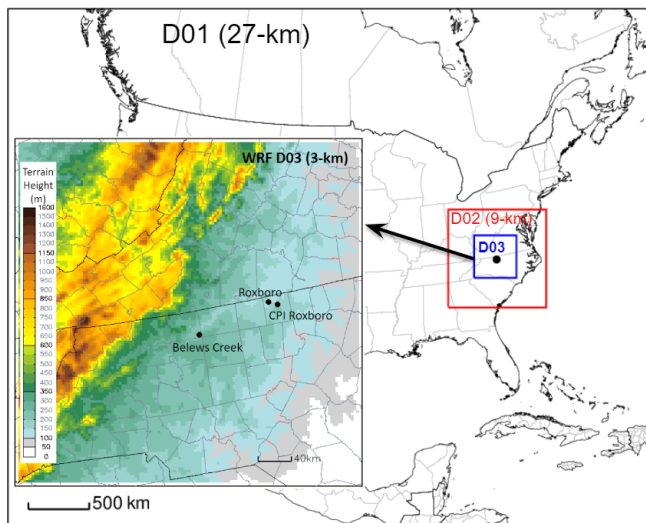 D01 (27-km)
WRF D03 (3-km)
Terrain
Height
(m)
1600
1500
1400
1300
1200
1100
1000
950
900
850
800
750
700
650
600
550
500
450
400
350
300
250
200
150
100
50
0
Roxboro
CPI Roxboro
Belews Creek
40km
D02 (9-km)
D03
500 km